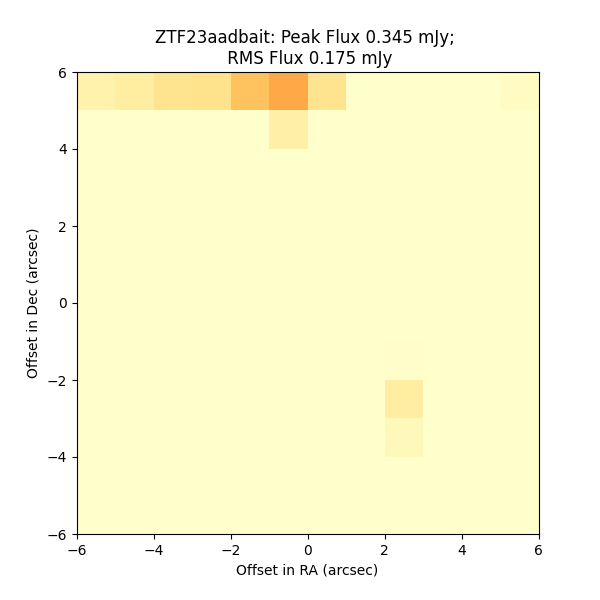 ZTF23aadbait: Peak Flux 0.345 mJy;
RMS Flux 0.175 mJy
6
4
2
0
−2
−4
−6
Offset in Dec (arcsec)
−6 −4 −2 0 2 4 6
Offset in RA (arcsec)